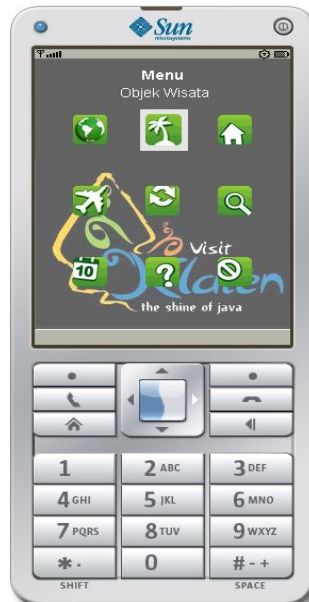 Sun
microsystems
Menu
Objek Wisata
10
?
Visit
Klaten
the shine of java
1
2 ABC
3 DEF
4 GHI
5 JKL
6 MNO
7 PQRS
8 TUV
9 WXYZ
* .
0
# - +
SHIFT
SPACE